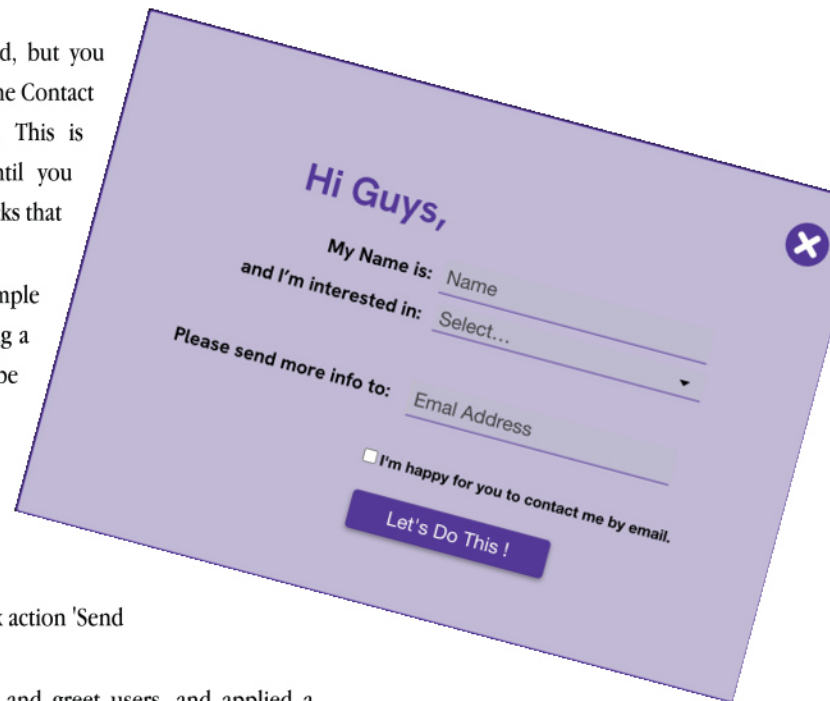 d, but you
ne Contact
This is
ntil you
ks that
mple
g a
be
Hi Guys,
My Name is: Name
and I'm interested in: Select...
Please send more info to: Emal Address
I'm happy for you to contact me by email.
Let's Do This !
action 'Send
and greet users, and applied a